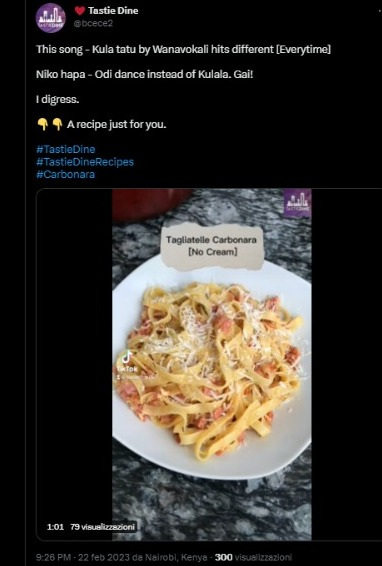 ❤️ Tastie Dine
@bcece2
This song - Kula tatu by Wanavokali hits different [Everytime]
Niko hapa - Odi dance instead of Kulala. Gai!
I digress.
👇👇 A recipe just for you.
#TastieDine
#TastieDineRecipes
#Carbonara
Tagliatelle Carbonara
[No Cream]
TikTok
1:01 79 visualizzazioni
9:26 PM · 22 feb 2023 da Nairobi, Kenya · 300 visualizzazioni